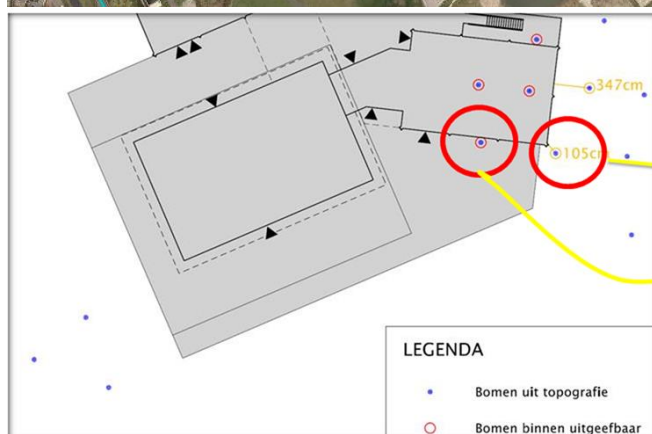 347cm
105cm
LEGENDA
Bomen uit topografie
Bomen binnen uitgeefbaar